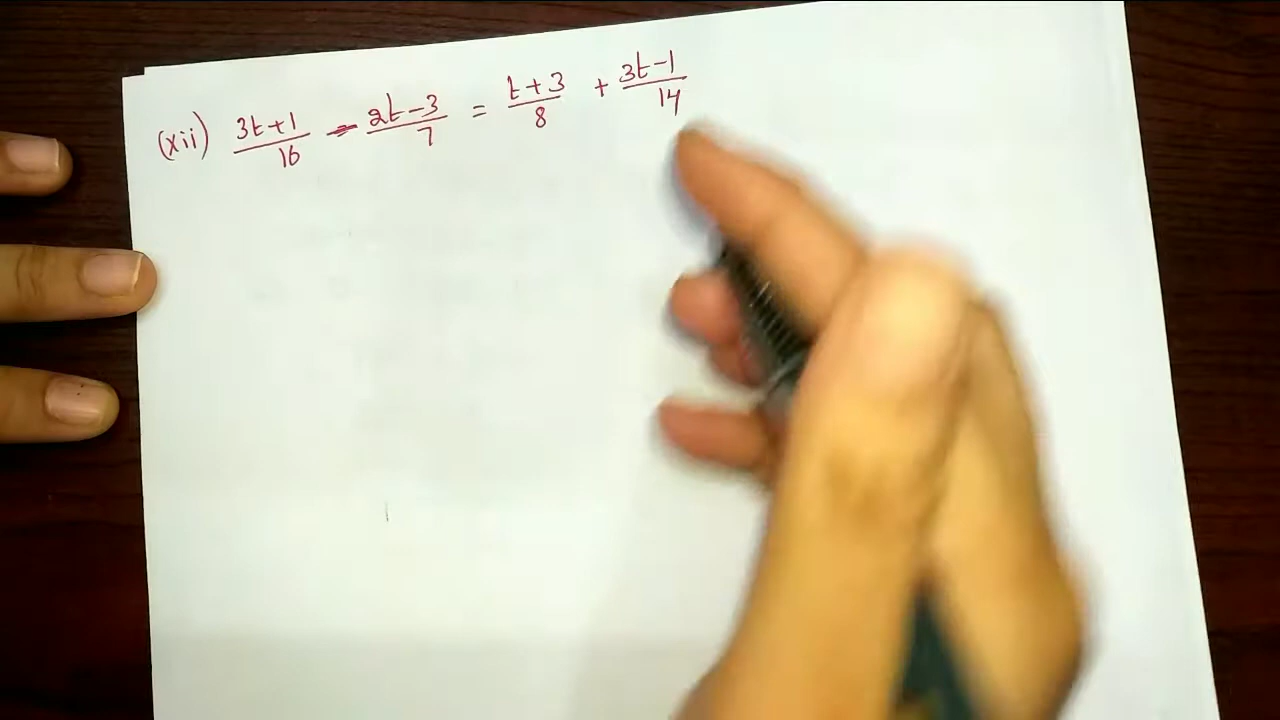 (xii) 3t+1/16 - 2t-3/7 = t+3/8 + 3t-1/14